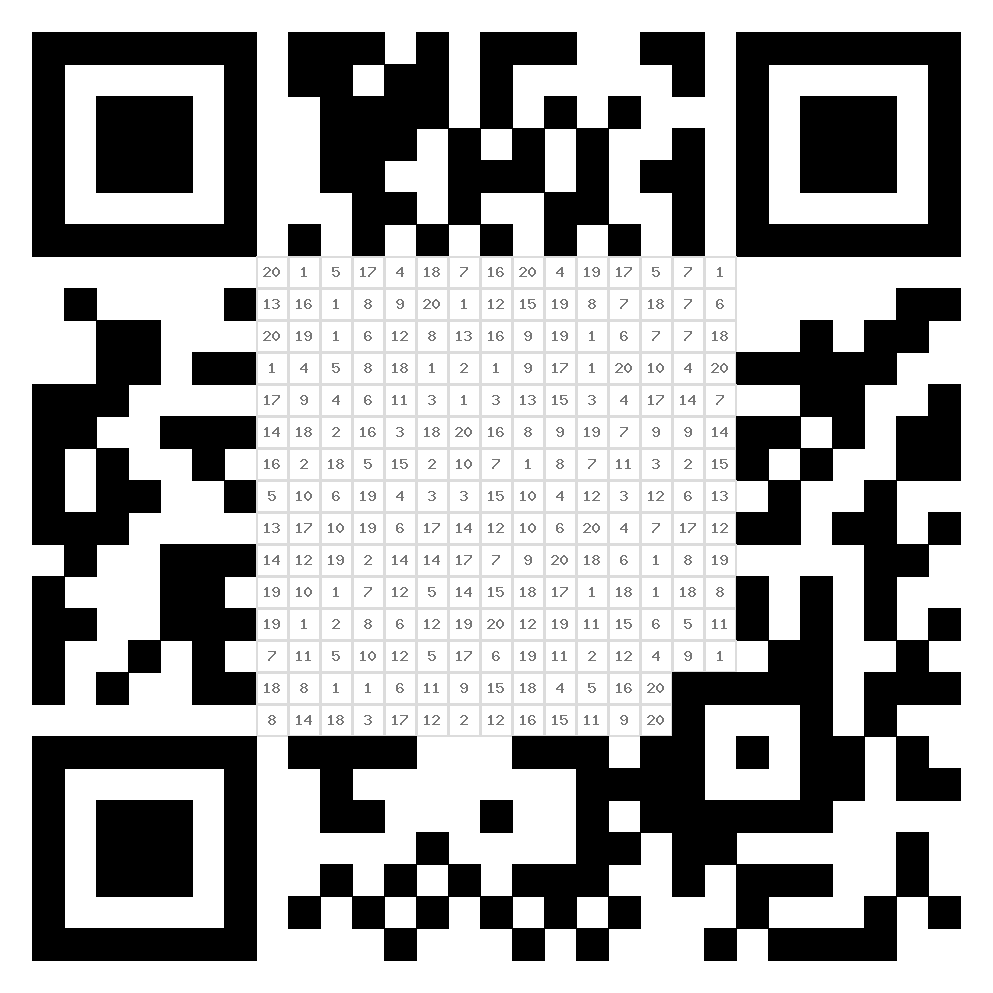 20 1 5 17 4 18 7 16 20 4 19 17 5 7 1
13 16 1 8 9 20 1 12 15 19 8 7 18 7 6
20 19 1 6 12 8 13 16 9 19 1 6 7 7 18
1 4 5 8 18 1 2 1 9 17 1 20 10 4 20
17 9 4 6 11 3 1 3 13 15 3 4 17 14 7
14 18 2 16 3 18 20 16 8 9 19 7 9 9 14
16 2 18 5 15 2 10 7 1 8 7 11 3 2 15
5 10 6 19 4 3 3 15 10 4 12 3 12 6 13
13 17 10 19 6 17 14 12 10 6 20 4 7 17 12
14 12 19 2 14 14 17 7 9 20 18 6 1 8 19
19 10 1 7 12 5 14 15 18 17 1 18 1 18 8
19 1 2 8 6 12 19 20 12 19 11 15 6 5 11
7 11 5 10 12 5 17 6 19 11 2 12 4 9 1
18 8 1 1 6 11 9 15 18 4 5 16 20
8 14 18 3 17 12 2 12 16 15 11 9 20